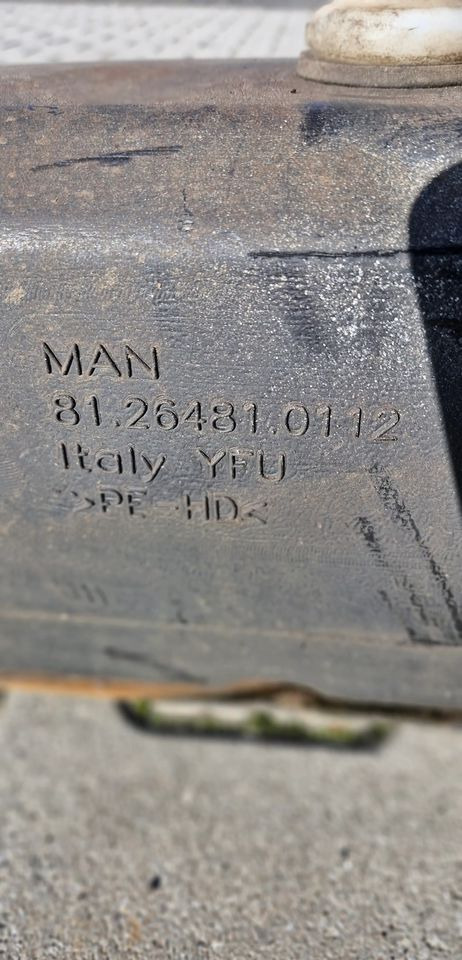 MAN
81.26481.0112
Italy YFU
>PE-HD<